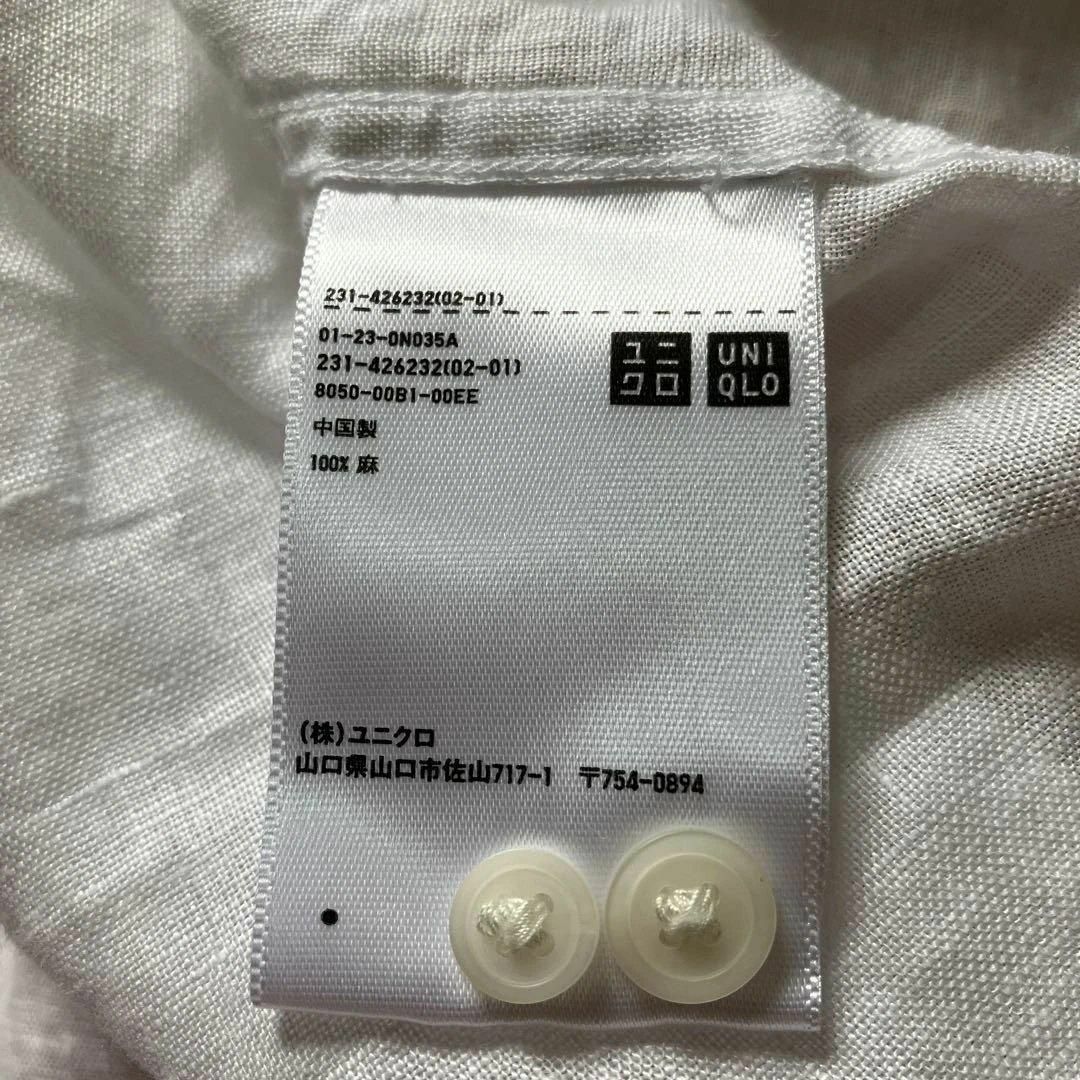 231-426232(02-01)
01-23-0N035A
231-426232(02-01)
8050-00B1-00EE
中国製
100% 麻
ユニ
クロ
UNI
QLO
(株)ユニクロ
山口県山口市佐山717-1 〒754-0894